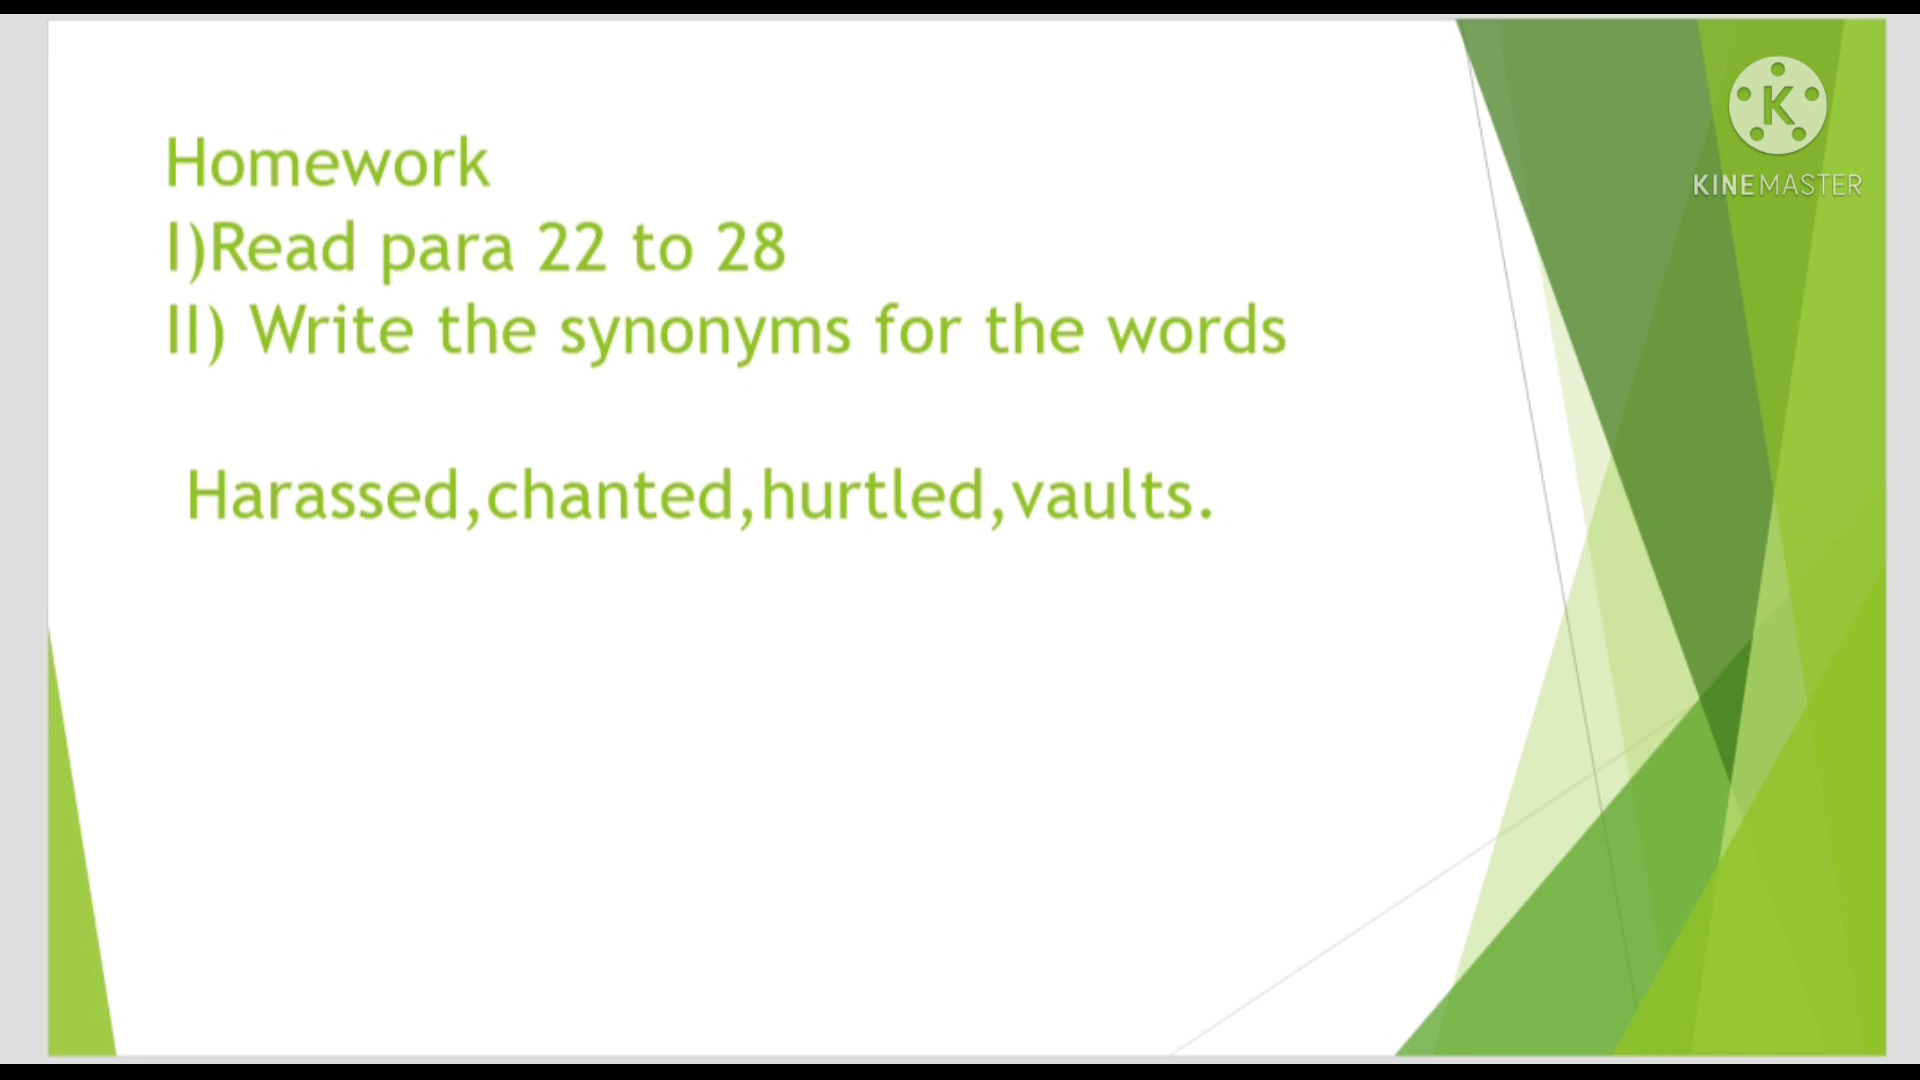 KINEMASTER
Homework
I)Read para 22 to 28
II) Write the synonyms for the words
Harassed,chanted,hurtled,vaults.